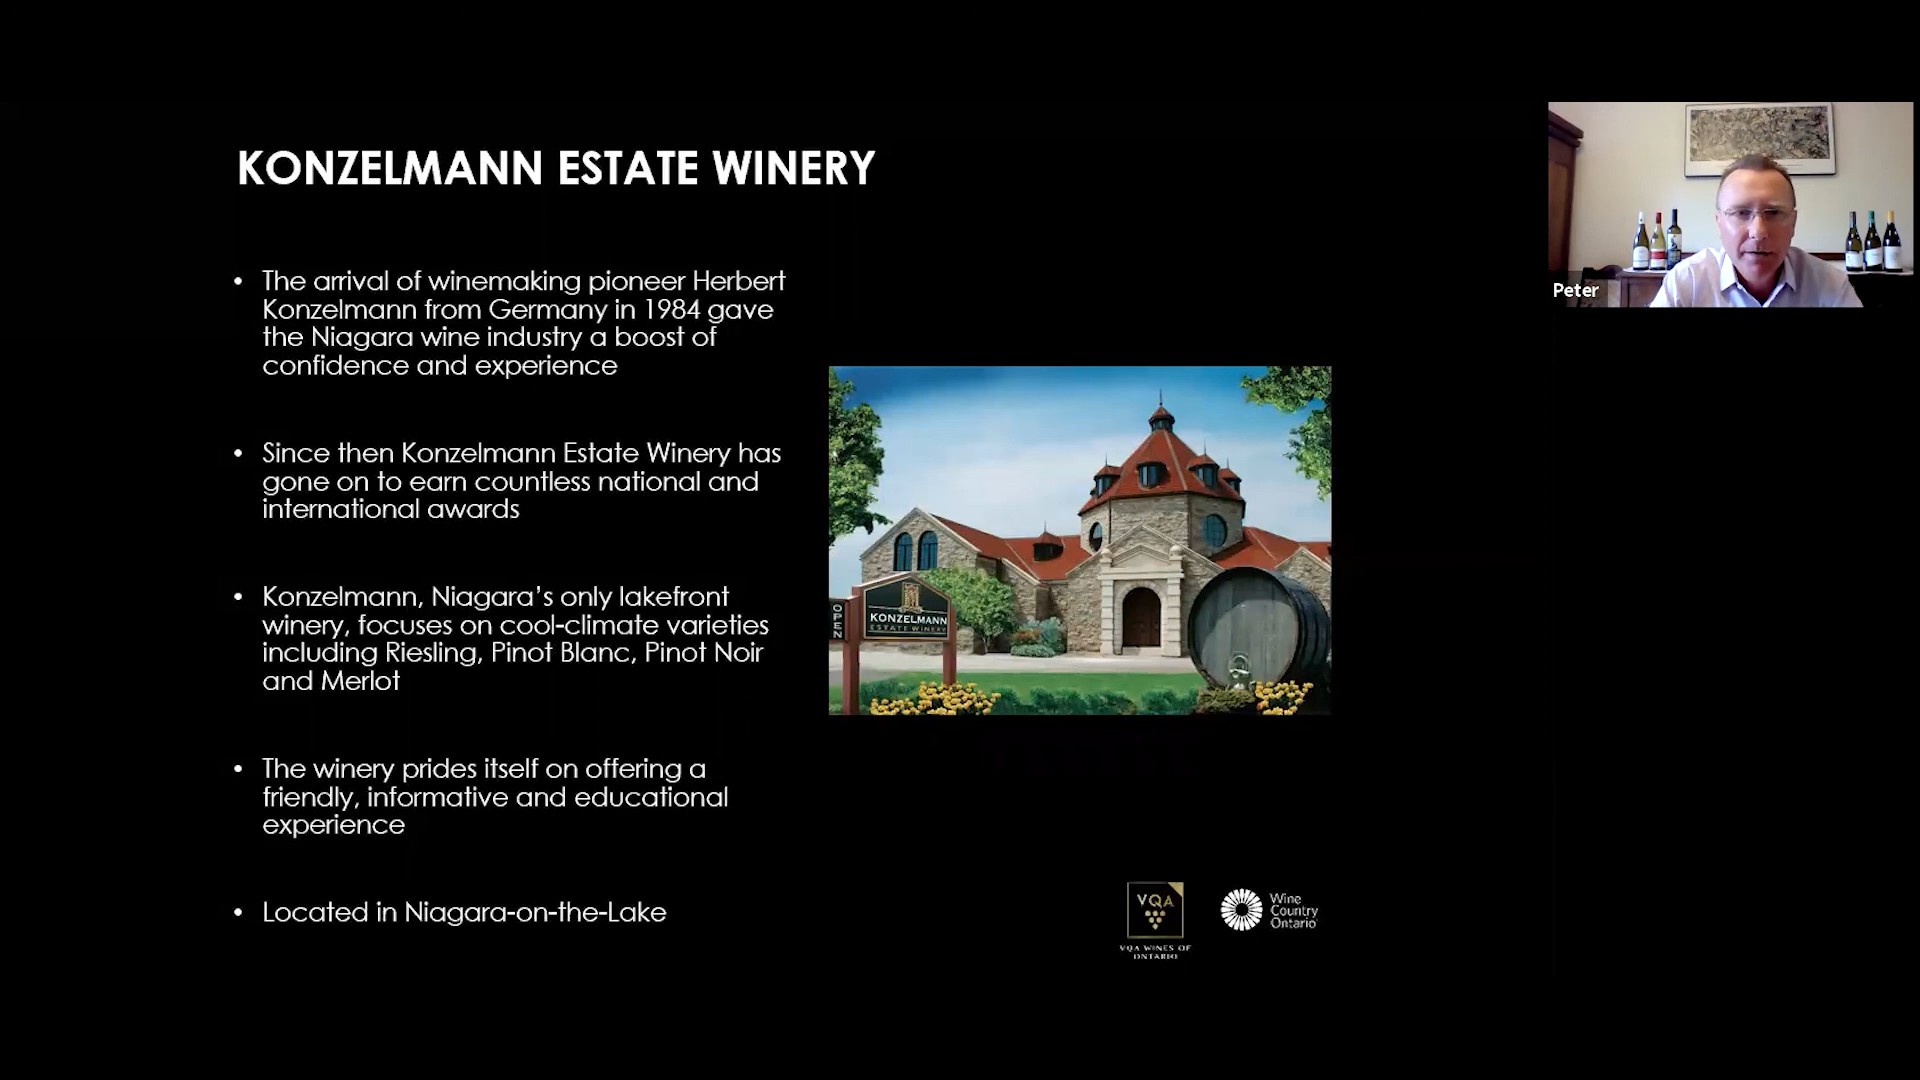 KONZELMANN ESTATE WINERY
• The arrival of winemaking pioneer Herbert
Konzelmann from Germany in 1984 gave
the Niagara wine industry a boost of
confidence and experience
• Since then Konzelmann Estate Winery has
gone on to earn countless national and
international awards
• Konzelmann, Niagara’s only lakefront
winery, focuses on cool-climate varieties
including Riesling, Pinot Blanc, Pinot Noir
and Merlot
• The winery prides itself on offering a
friendly, informative and educational
experience
• Located in Niagara-on-the-Lake
OPEN
KONZELMANN
ESTATE WINERY
VQA
VQA WINES OF
ONTARIO
Wine
Country
Ontario
Peter